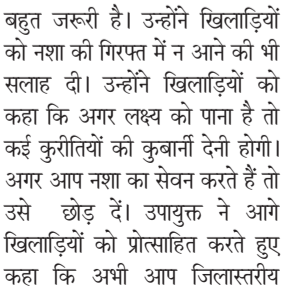 बहुत जरूरी है। उन्होंने खिलाड़ियों
को नशा की गिरफ्त में न आने की भी
सलाह दी। उन्होंने खिलाड़ियों को
कहा कि अगर लक्ष्य को पाना है तो
कई कुरीतियों की कुबार्नी देनी होगी।
अगर आप नशा का सेवन करते हैं तो
उसे छोड़ दें। उपायुक्त ने आगे
खिलाड़ियों को प्रोत्साहित करते हुए
कहा कि अभी आप जिलास्तरीय